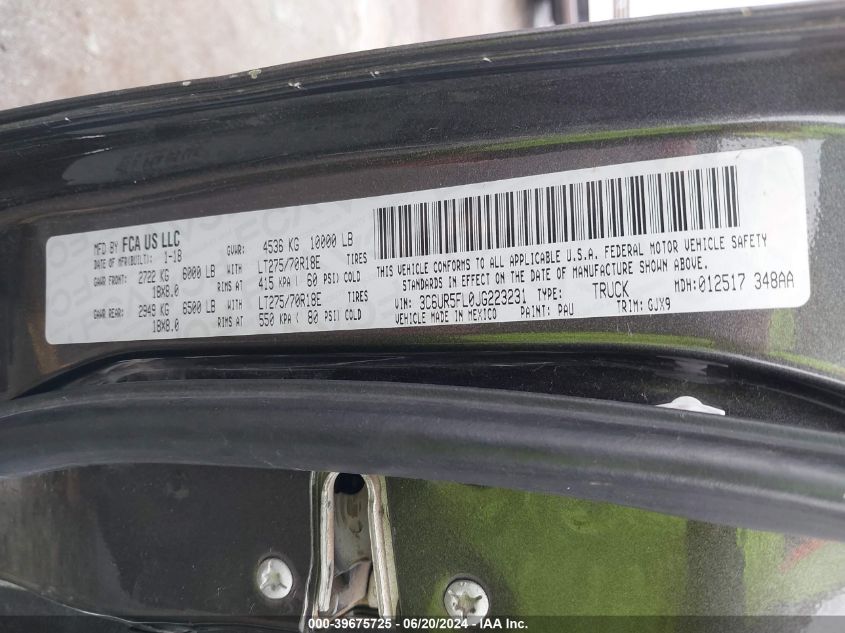 MFD BY FCA US LLC
DATE OF MFR(BUILT): 1-18 GVWR: 4536 KG 10000 LB
GAWR FRONT: 2722 KG 6000 LB WITH LT275/70R18E TIRES
18X8.0 RIMS AT 415 KPA ( 60 PSI) COLD
GAWR REAR: 2948 KG 6500 LB WITH LT275/70R18E TIRES
18X8.0 RIMS AT 550 KPA ( 80 PSI) COLD
THIS VEHICLE CONFORMS TO ALL APPLICABLE U.S.A. FEDERAL MOTOR VEHICLE SAFETY
STANDARDS IN EFFECT ON THE DATE OF MANUFACTURE SHOWN ABOVE.
VIN: 3C6UR5FL0JG223231 TYPE: TRUCK MDH:012517 348AA
VEHICLE MADE IN MEXICO PAINT: PAU TRIM: GJX9
000-39675725 - 06/20/2024 - IAA Inc.